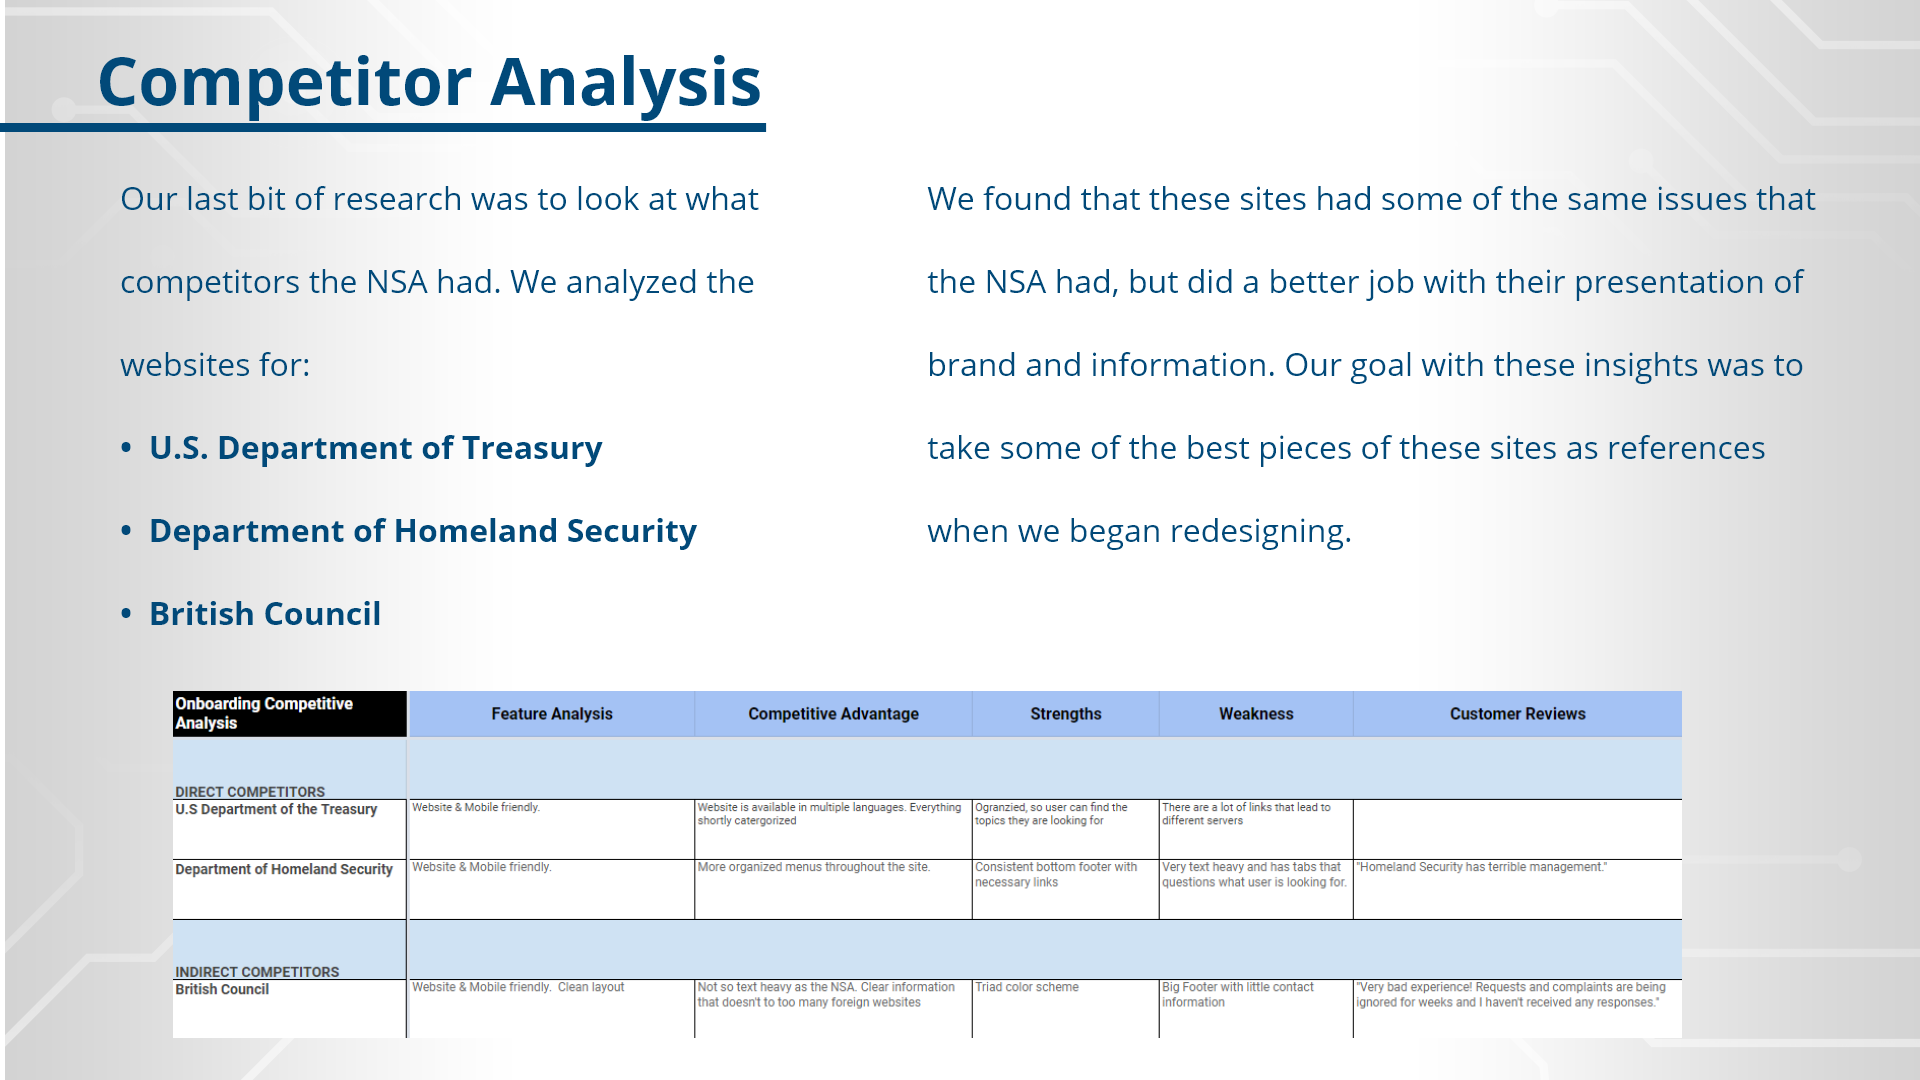 Competitor Analysis
Our last bit of research was to look at what
competitors the NSA had. We analyzed the
websites for:
• U.S. Department of Treasury
• Department of Homeland Security
• British Council
We found that these sites had some of the same issues that
the NSA had, but did a better job with their presentation of
brand and information. Our goal with these insights was to
take some of the best pieces of these sites as references
when we began redesigning.
Onboarding Competitive
Analysis
Feature Analysis
Competitive Advantage
Strengths
Weakness
Customer Reviews
DIRECT COMPETITORS
U.S Department of the Treasury
Website & Mobile friendly.
Website is available in multiple languages. Everything
shortly catergorized
Ogranzied, so user can find the
topics they are looking for
There are a lot of links that lead to
different servers
Department of Homeland Security
Website & Mobile friendly.
More organized menus throughout the site.
Consistent bottom footer with
necessary links
Very text heavy and has tabs that
questions what user is looking for.
"Homeland Security has terrible management."
INDIRECT COMPETITORS
British Council
Website & Mobile friendly.  Clean layout
Not so text heavy as the NSA. Clear information
that doesn't to too many foreign websites
Triad color scheme
Big Footer with little contact
information
"Very bad experience! Requests and complaints are being
ignored for weeks and I haven't received any responses."